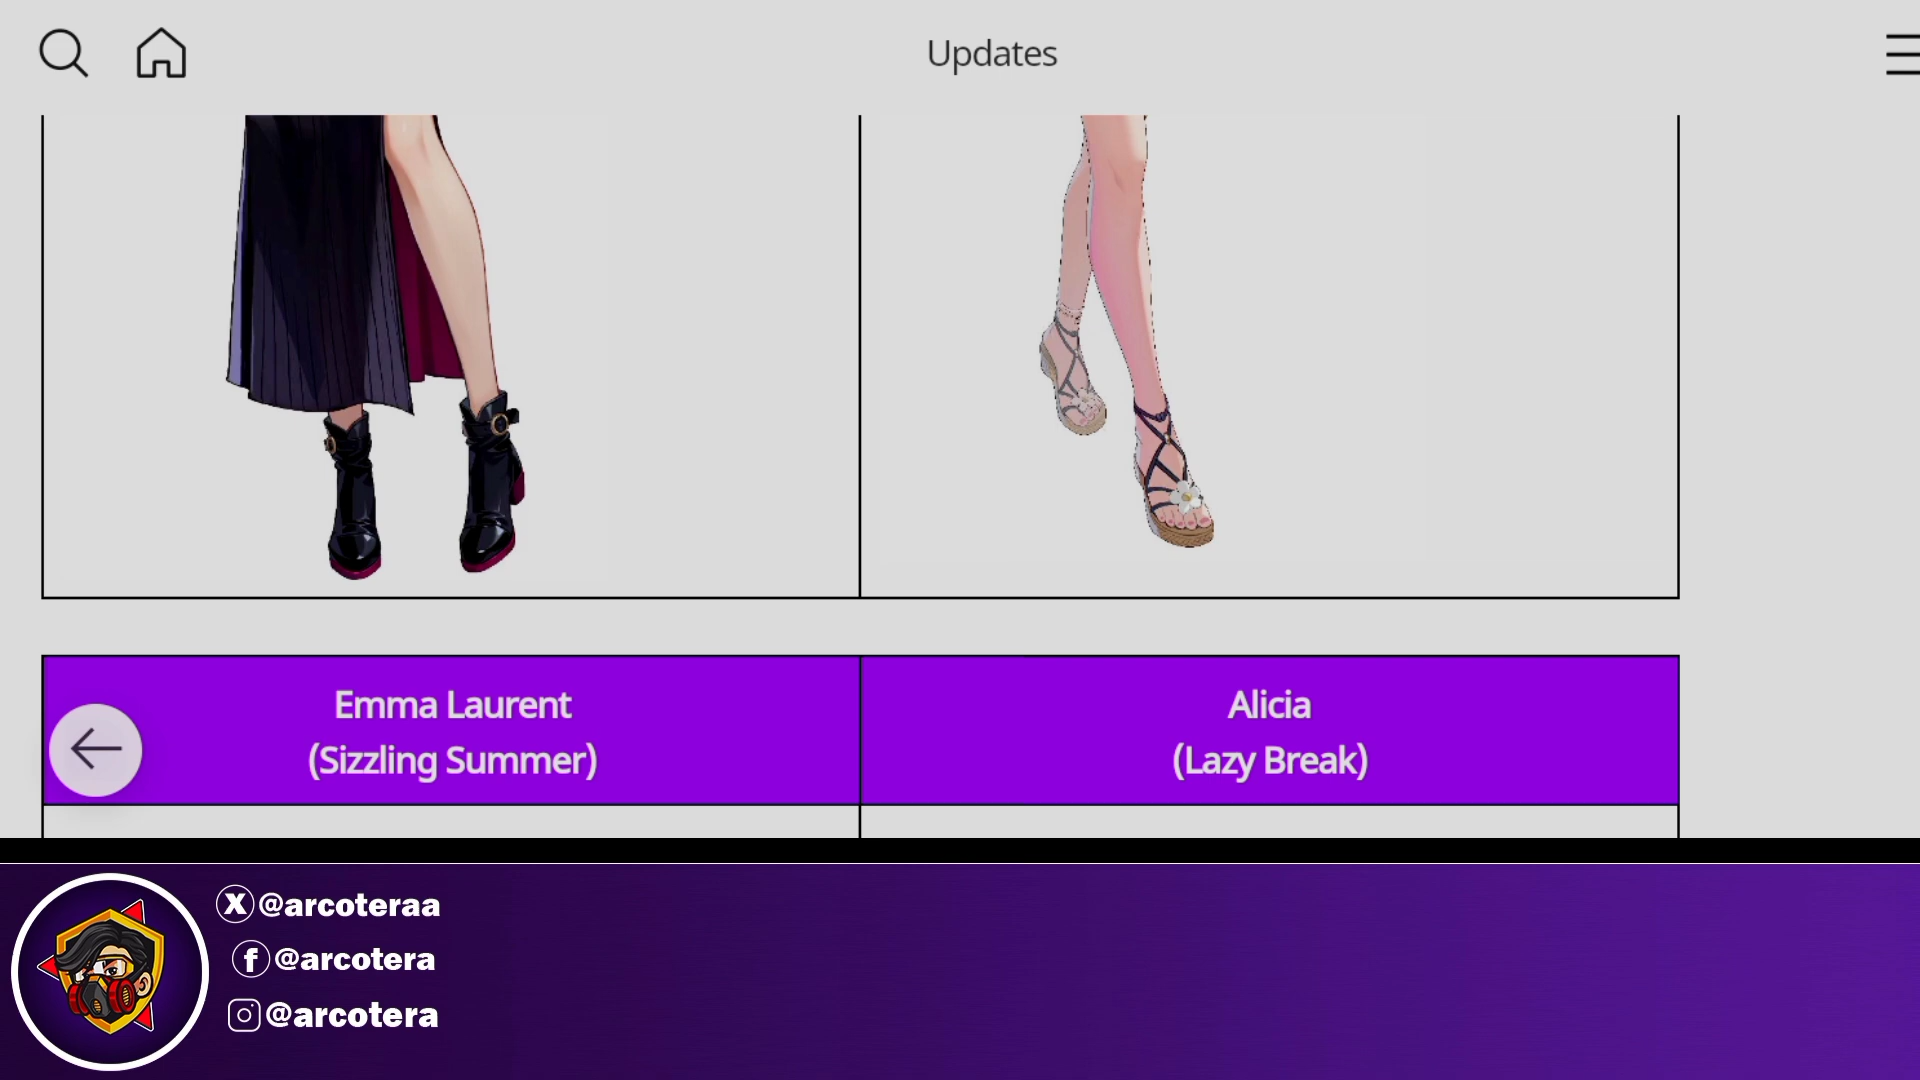 Updates
Emma Laurent
(Sizzling Summer)
Alicia
(Lazy Break)
X @arcoteraa
f @arcotera
@arcotera